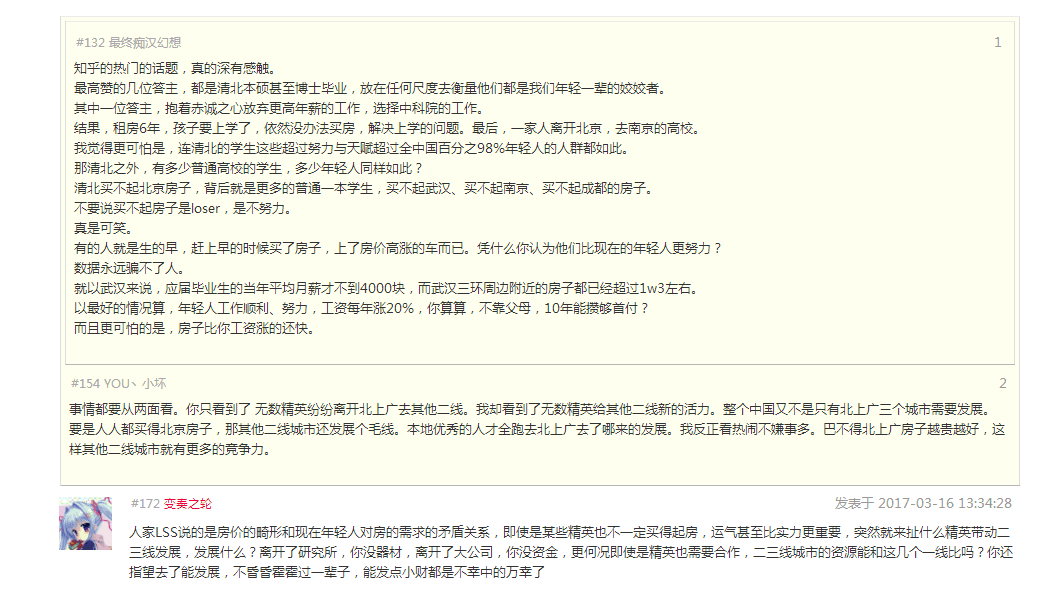 #132 最终痴汉幻想 1
知乎的热门的话题，真的深有感触。
最高赞的几位答主，都是清北本硕甚至博士毕业，放在任何尺度去衡量他们都是我们年轻一辈的姣姣者。
其中一位答主，抱着赤诚之心放弃更高年薪的工作，选择中科院的工作。
结果，租房6年，孩子要上学了，依然没办法买房，解决上学的问题。最后，一家人离开北京，去南京的高校。
我觉得更可怕是，连清北的学生这些超过努力与天赋超过全中国百分之98%年轻人的人群都如此。
那清北之外，有多少普通高校的学生，多少年轻人同样如此？
清北买不起北京房子，背后就是更多的普通一本学生，买不起武汉、买不起南京、买不起成都的房子。
不要说买不起房子是loser，是不努力。
真是可笑。
有的人就是生的早，赶上早的时候买了房子，上了房价高涨的车而已。凭什么你认为他们比现在的年轻人更努力？
数据永远骗不了人。
就以武汉来说，应届毕业生的当年平均月薪才不到4000块，而武汉三环周边附近的房子都已经超过1w3左右。
以最好的情况算，年轻人工作顺利、努力，工资每年涨20%，你算算，不靠父母，10年能攒够首付？
而且更可怕的是，房子比你工资涨的还快。
#154 YOU丶小坏 2
事情都要从两面看。你只看到了 无数精英纷纷离开北上广去其他二线。我却看到了无数精英给其他二线新的活力。整个中国又不是只有北上广三个城市需要发展。
要是人人都买得北京房子，那其他二线城市还发展个毛线。本地优秀的人才全跑去北上广去了哪来的发展。我反正看热闹不嫌事多。巴不得北上广房子越贵越好，这
样其他二线城市就有更多的竞争力。
#172 变奏之轮 发表于 2017-03-16 13:34:28
人家LSS说的是房价的畸形和现在年轻人对房的需求的矛盾关系，即使是某些精英也不一定买得起房，运气甚至比实力更重要，突然就来扯什么精英带动二
三线发展，发展什么？离开了研究所，你没器材，离开了大公司，你没资金，更何况即使是精英也需要合作，二三线城市的资源能和这几个一线比吗？你还
指望去了能发展，不昏昏霍霍过一辈子，能发点小财都是不幸中的万幸了